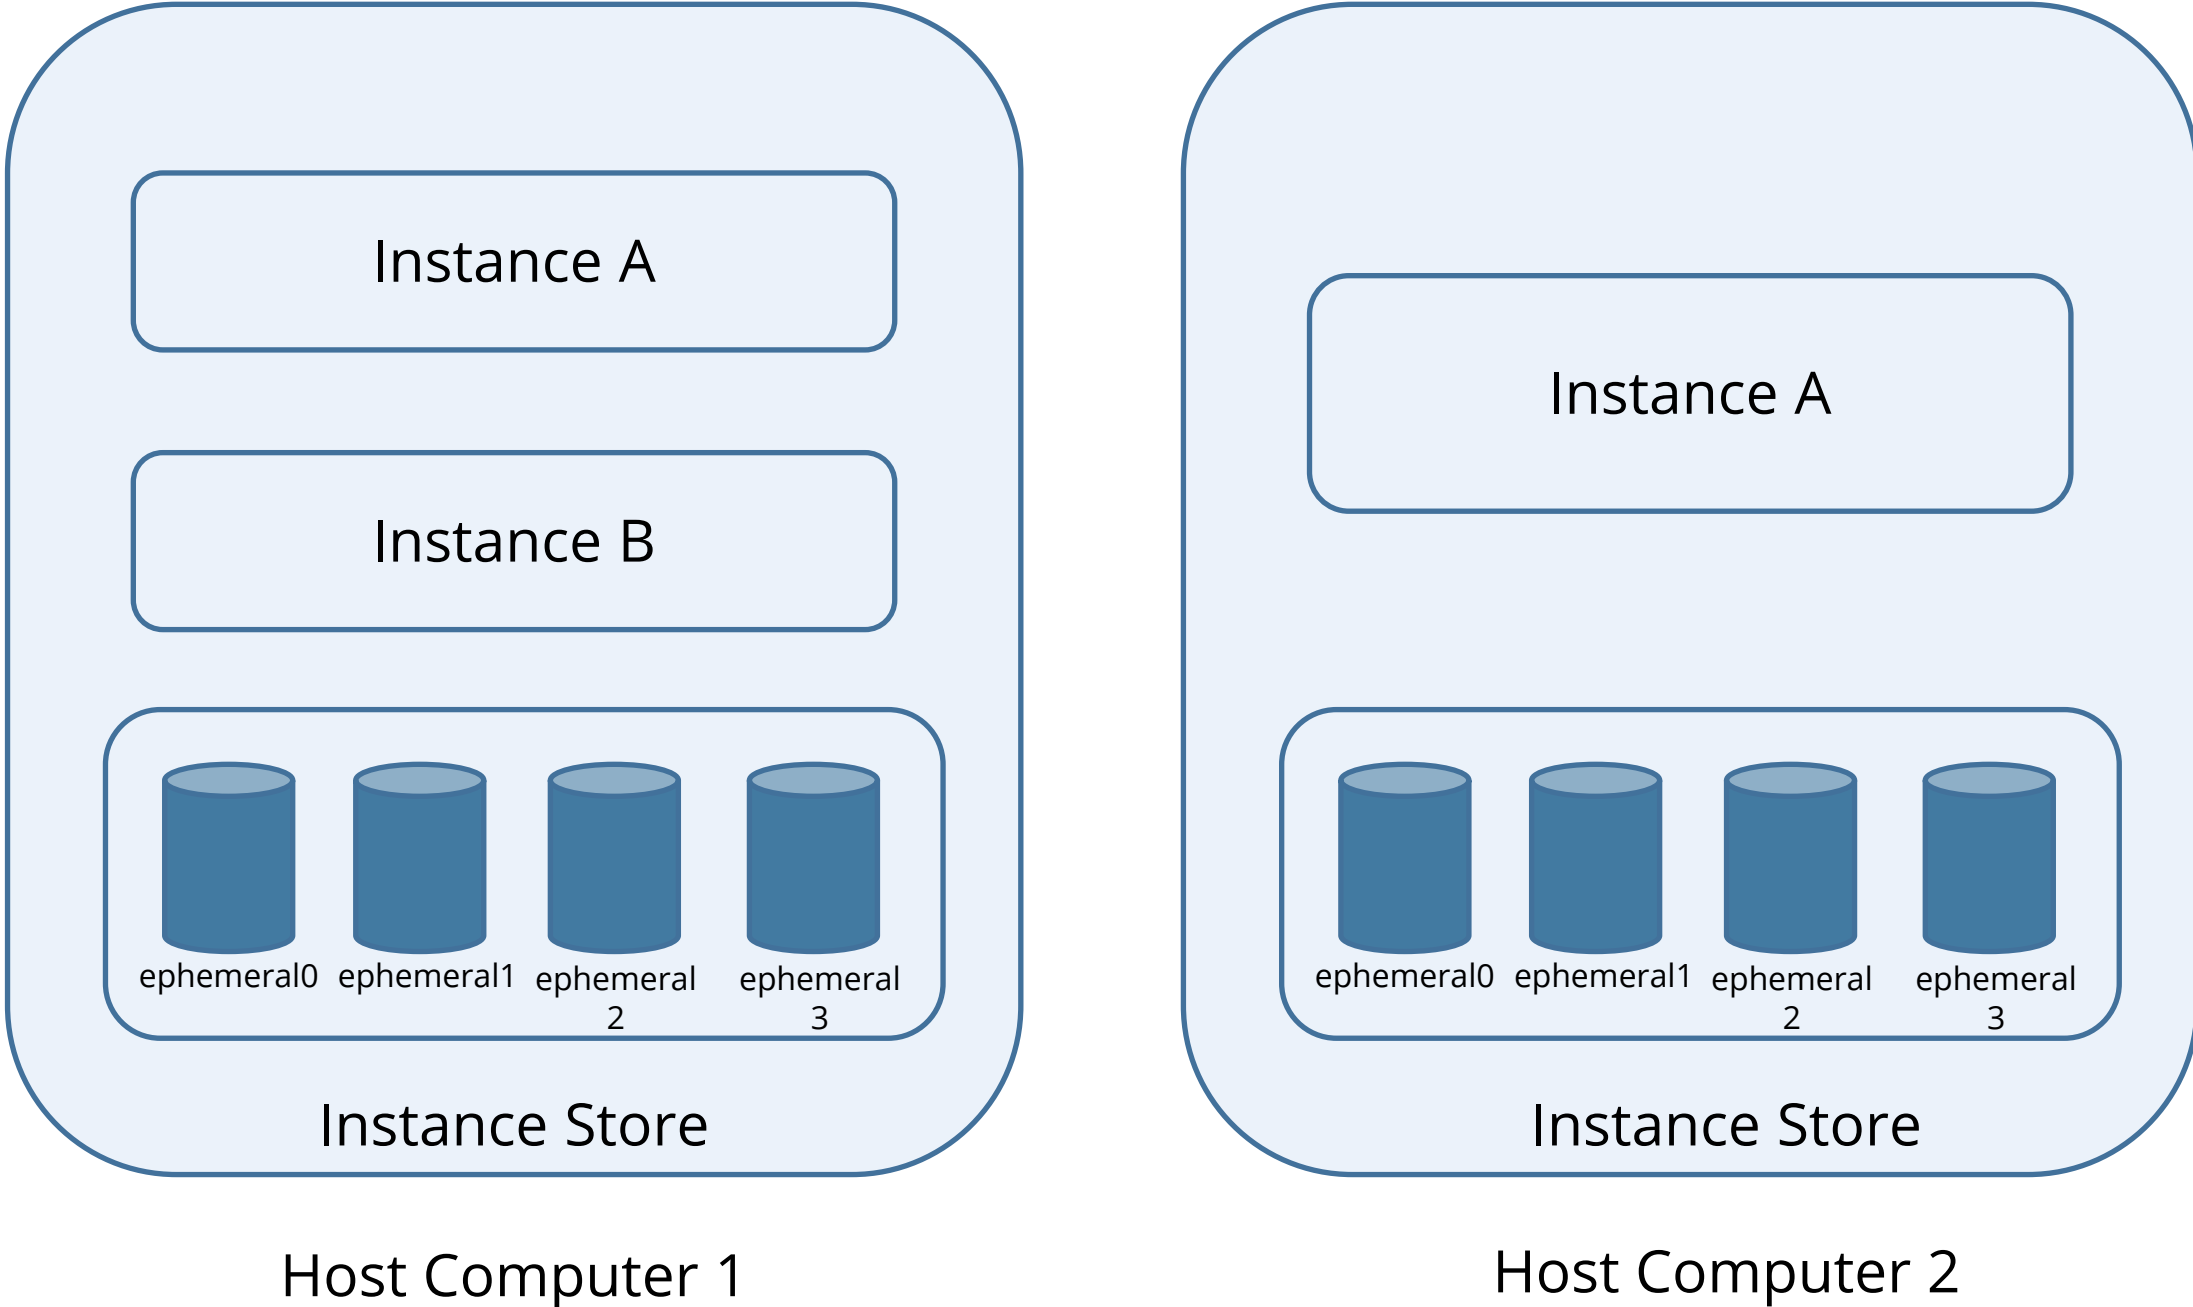 Instance A
Instance B
ephemeral0
ephemeral1
ephemeral
2
ephemeral
3
Instance Store
Host Computer 1
Instance A
ephemeral0
ephemeral1
ephemeral
2
ephemeral
3
Instance Store
Host Computer 2